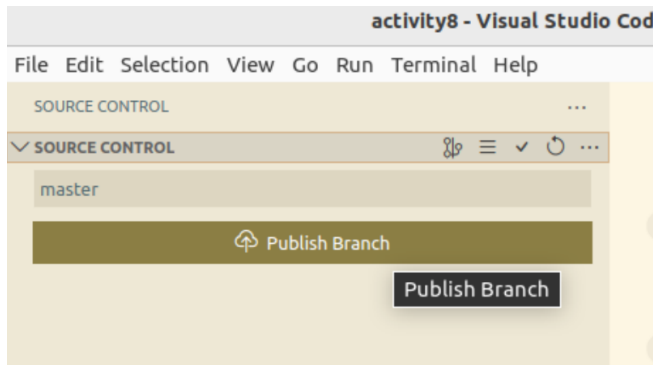 activity8 - Visual Studio Cod
File Edit Selection View Go Run Terminal Help
SOURCE CONTROL
SOURCE CONTROL
master
Publish Branch
Publish Branch